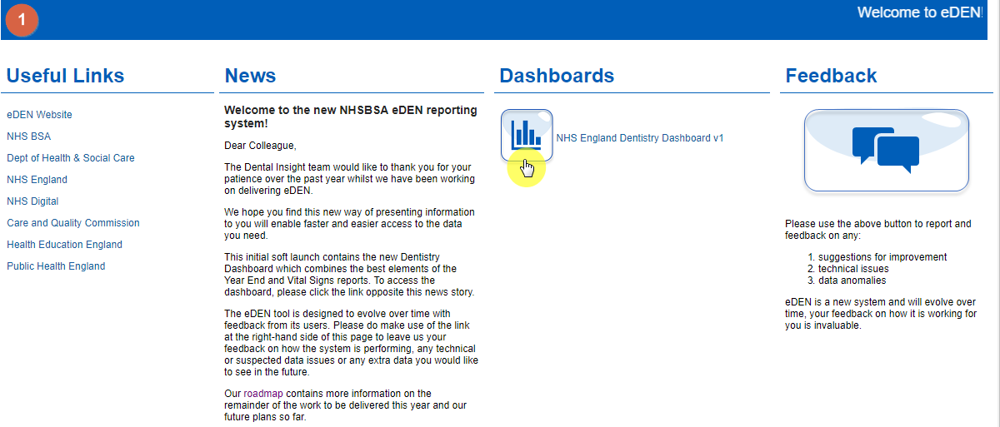 1
Welcome to eDEN!
Useful Links
eDEN Website
NHS BSA
Dept of Health & Social Care
NHS England
NHS Digital
Care and Quality Commission
Health Education England
Public Health England
News
Welcome to the new NHSBSA eDEN reporting
system!
Dear Colleague,
The Dental Insight team would like to thank you for your
patience over the past year whilst we have been working
on delivering eDEN.
We hope you find this new way of presenting information
to you will enable faster and easier access to the data
you need.
This initial soft launch contains the new Dentistry
Dashboard which combines the best elements of the
Year End and Vital Signs reports. To access the
dashboard, please click the link opposite this news story.
The eDEN tool is designed to evolve over time with
feedback from its users. Please do make use of the link
at the right-hand side of this page to leave us your
feedback on how the system is performing, any technical
or suspected data issues or any extra data you would like
to see in the future.
Our roadmap contains more information on the
remainder of the work to be delivered this year and our
future plans so far.
Dashboards
NHS England Dentistry Dashboard v1
Feedback
Please use the above button to report and
feedback on any:
1. suggestions for improvement
2. technical issues
3. data anomalies
eDEN is a new system and will evolve over
time, your feedback on how it is working for
you is invaluable.